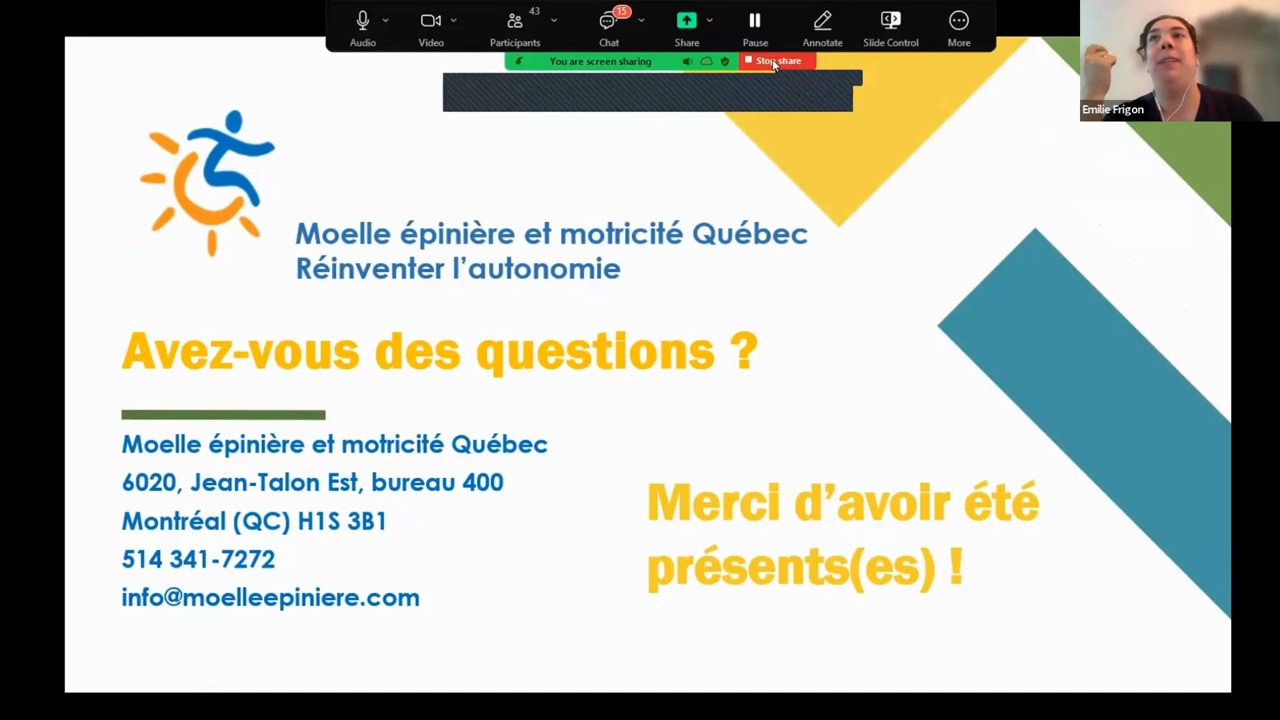 43
15
Audio
Video
Participants
Chat
Share
Pause
Annotate
Slide Control
More
You are screen sharing
Stop share
Emilie Frigon
Moelle épinière et motricité Québec
Réinventer l'autonomie
Avez-vous des questions ?
Moelle épinière et motricité Québec
6020, Jean-Talon Est, bureau 400
Montréal (QC) H1S 3B1
514 341-7272
info@moelleepiniere.com
Merci d'avoir été
présents(es) !